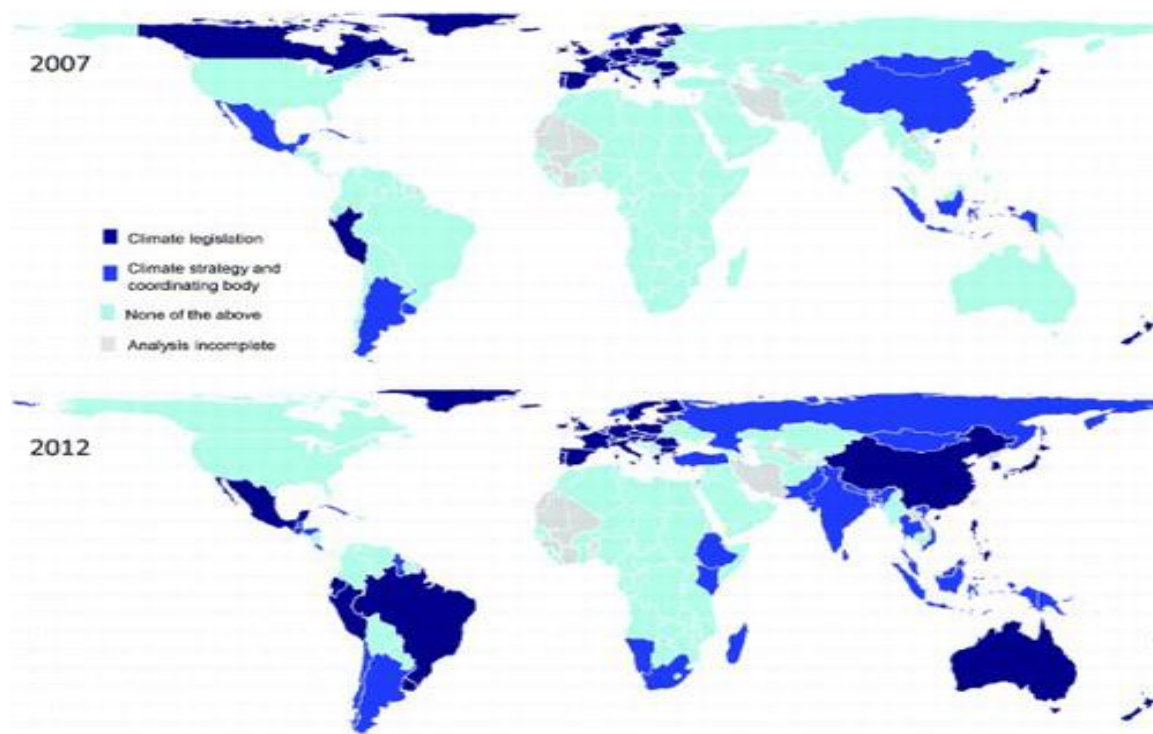 2007
Climate legislation
Climate strategy and
coordinating body
None of the above
Analysis incomplete
2012